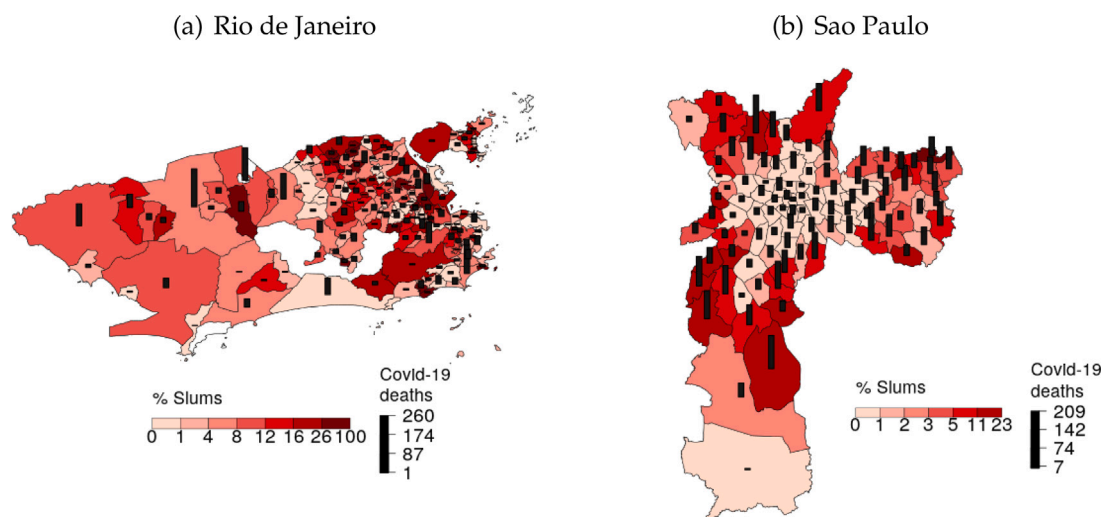 (a) Rio de Janeiro
(b) Sao Paulo
% Slums
0 1 4 8 12 16 26 100
CovId-19
deaths
260
174
87
1
% Slums
0 1 2 3 5 11 23
CovId-19
deaths
209
142
74
7